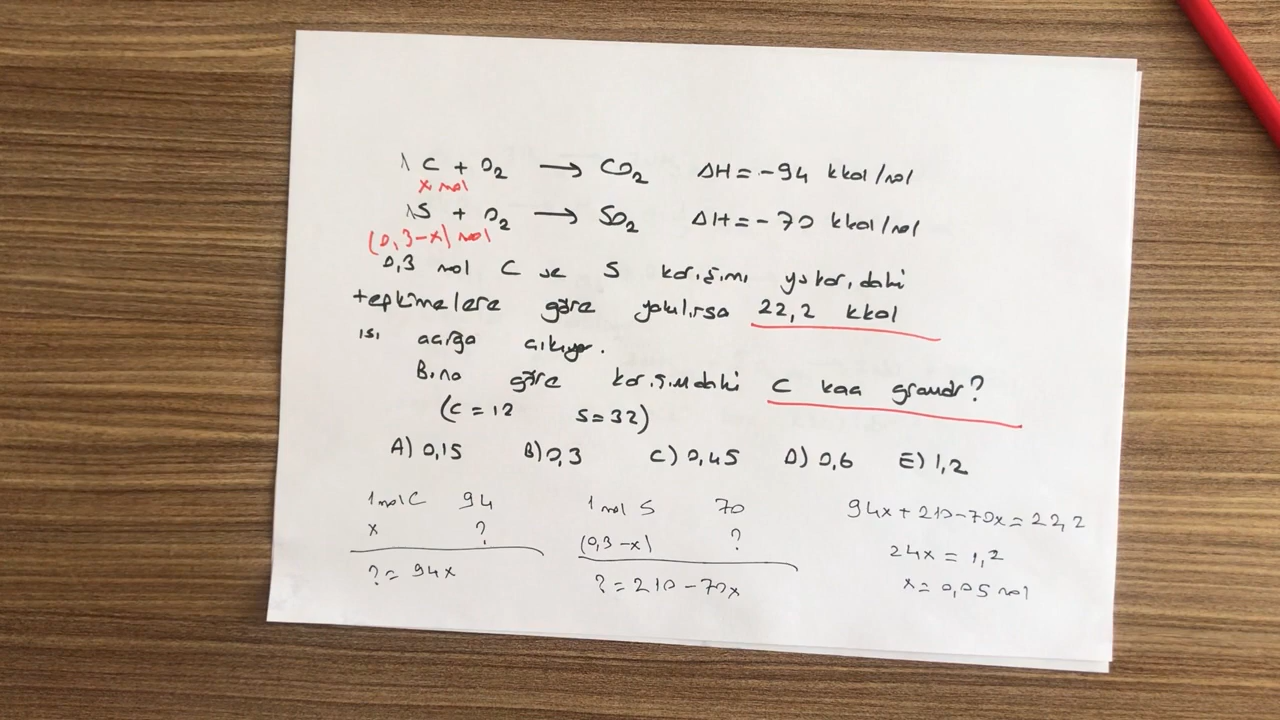 1 C + O₂ → CO₂ ΔH = -94 kkal/mol
x mol
1 S + O₂ → SO₂ ΔH = -70 kkal/mol
(0,3-x) mol
0,3 mol C ve S karışımı yukarıdaki
tepkimelere göre yakılırsa 22,2 kkal
ısı açığa çıkıyor.
Buna göre karışımdaki C kaç gramdır?
(C = 12 S = 32)
A) 0,15 B) 0,3 C) 0,45 D) 0,6 E) 1,2
1 mol C 94
x ?
? = 94x
1 mol S 70
(0,3-x) ?
? = 210 - 70x
94x + 210 - 70x = 22,2
24x = 1,2
x = 0,05 mol